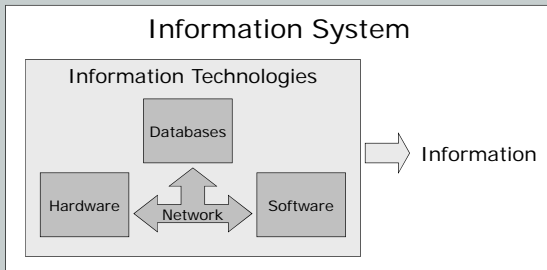 Information System
Information Technologies
Databases
Information
Hardware
Network
Software